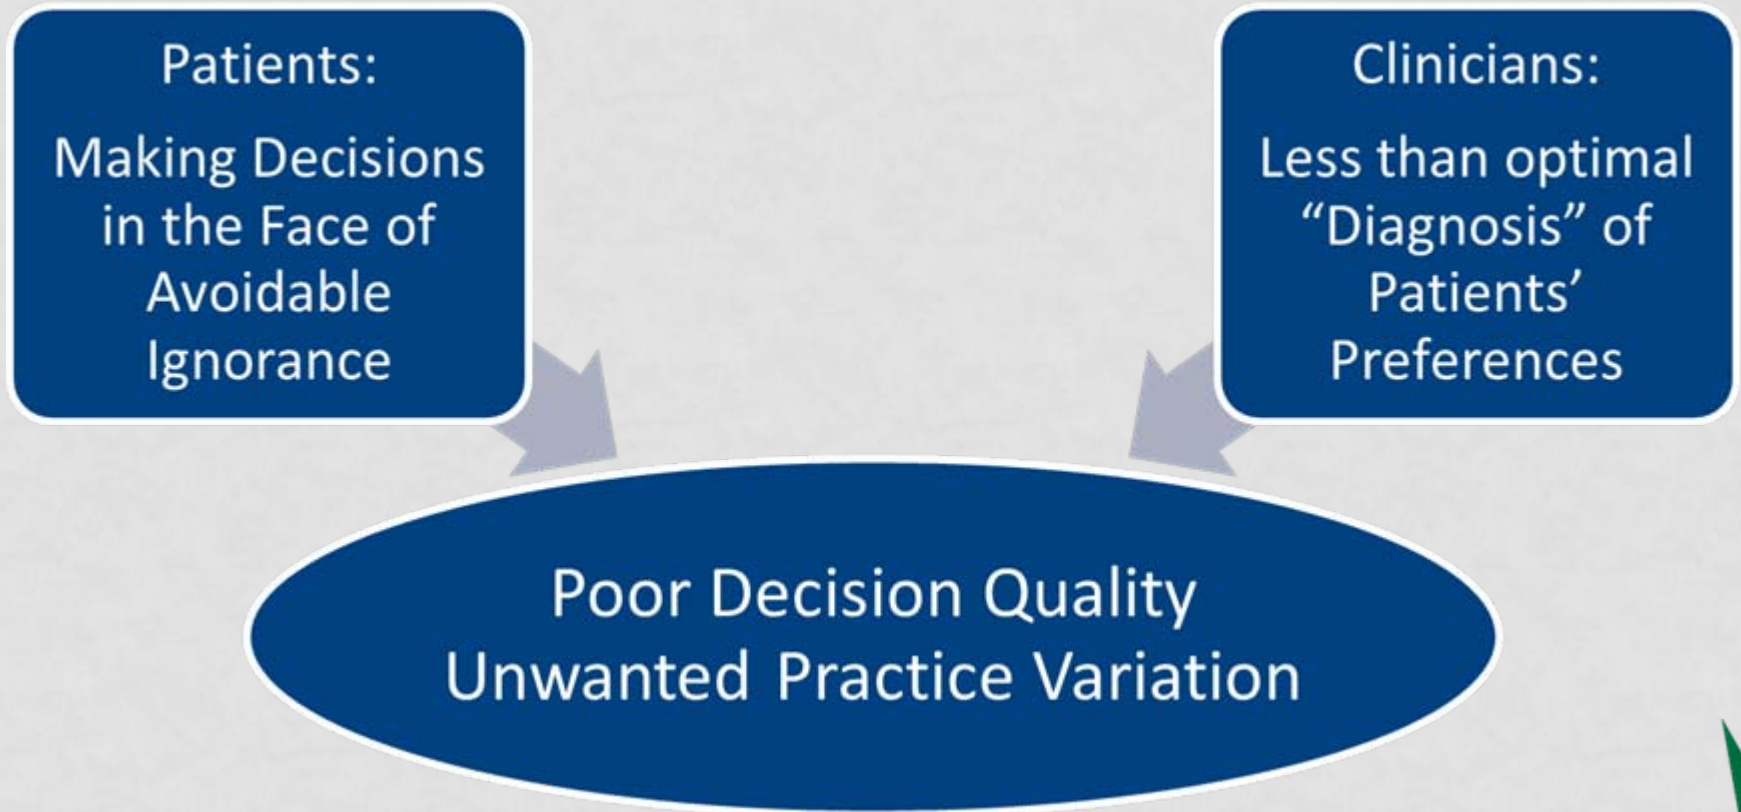 Patients:
Making Decisions
in the Face of
Avoidable
Ignorance
Clinicians:
Less than optimal
“Diagnosis” of
Patients’
Preferences
Poor Decision Quality
Unwanted Practice Variation